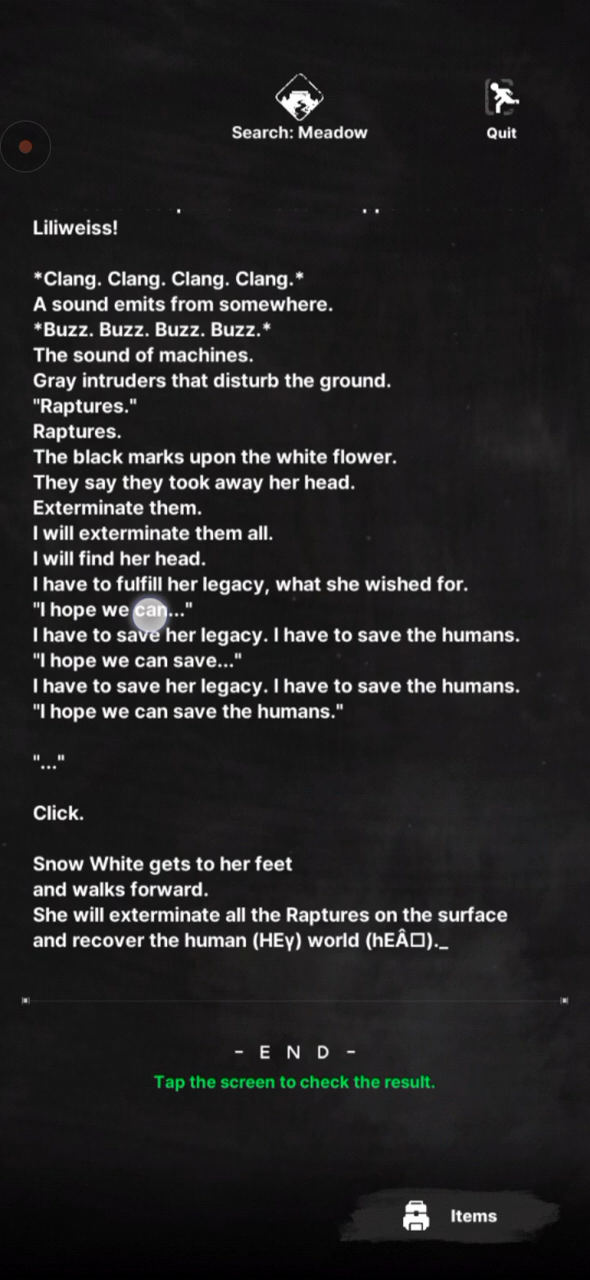 Search: Meadow
Quit
Liliweiss!
*Clang. Clang. Clang. Clang.*
A sound emits from somewhere.
*Buzz. Buzz. Buzz. Buzz.*
The sound of machines.
Gray intruders that disturb the ground.
"Raptures."
Raptures.
The black marks upon the white flower.
They say they took away her head.
Exterminate them.
I will exterminate them all.
I will find her head.
I have to fulfill her legacy, what she wished for.
"I hope we can..."
I have to save her legacy. I have to save the humans.
"I hope we can save..."
I have to save her legacy. I have to save the humans.
"I hope we can save the humans."
"..."
Click.
Snow White gets to her feet
and walks forward.
She will exterminate all the Raptures on the surface
and recover the human (HEγ) world (hEÂ□)._
- E N D -
Tap the screen to check the result.
Items